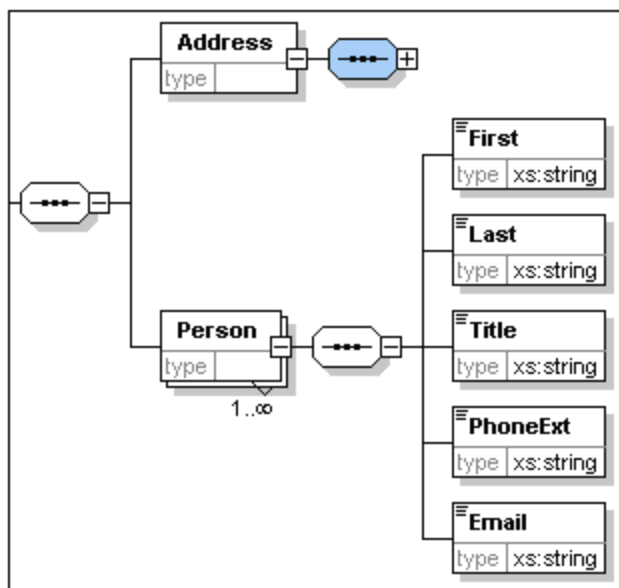 Address
type
First
type xs:string
Last
type xs:string
Person
type
1..∞
Title
type xs:string
PhoneExt
type xs:string
Email
type xs:string